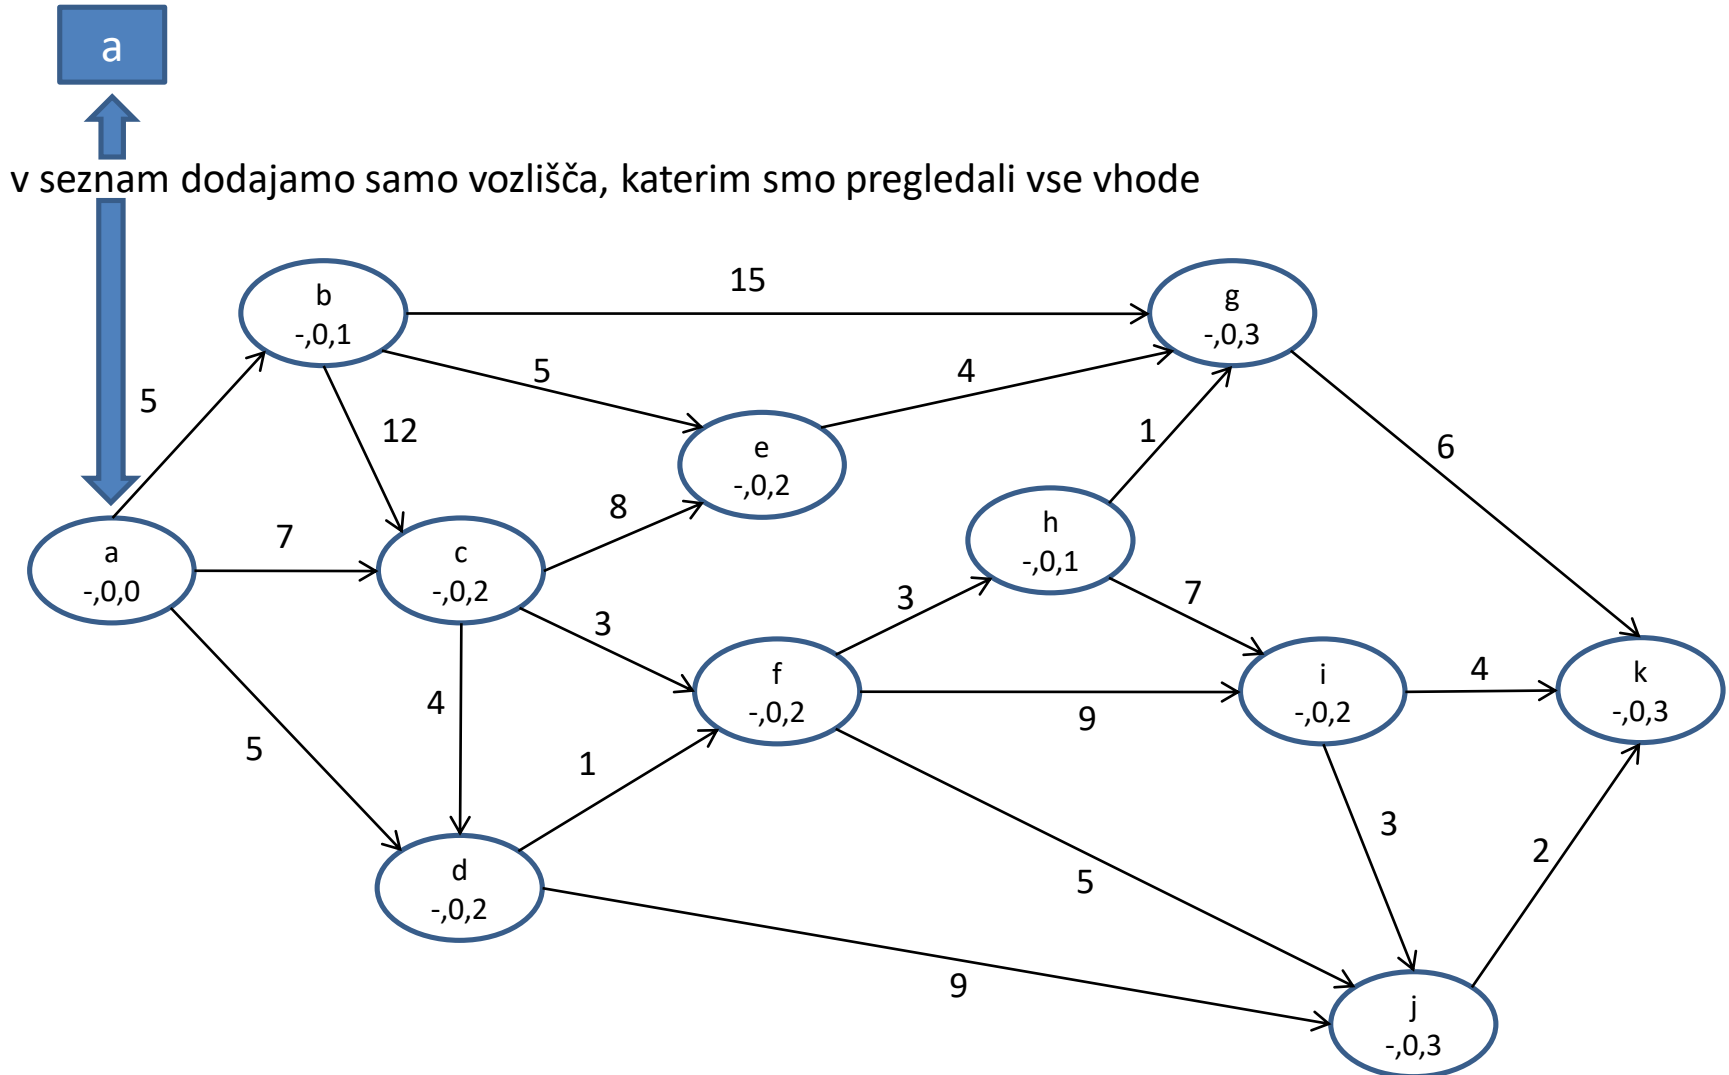 a
v seznam dodajamo samo vozlišča, katerim smo pregledali vse vhode
15
b
-,0,1
g
-,0,3
5
4
5
12
1
6
e
-,0,2
8
7
h
-,0,1
a
-,0,0
c
-,0,2
3
7
3
f
-,0,2
i
-,0,2
4
k
-,0,3
4
9
5
1
3
2
5
d
-,0,2
9
j
-,0,3